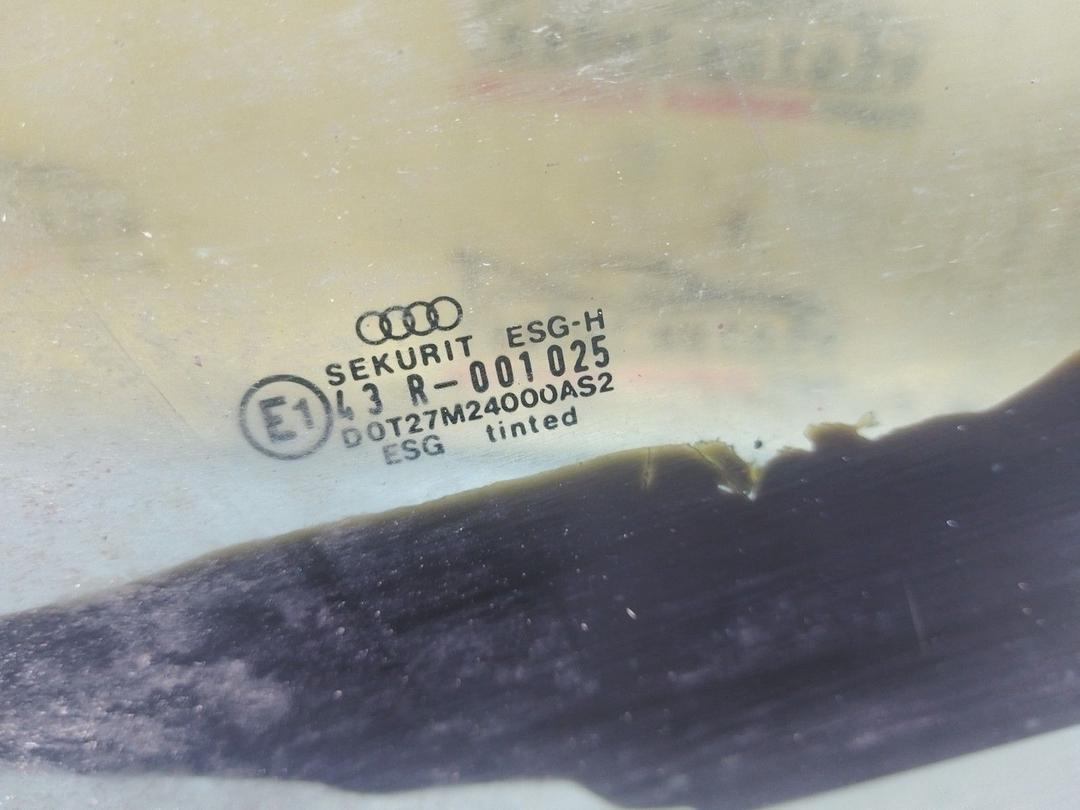 SEKURIT ESG-H
E1 43 R-001025
DOT27M24000AS2
ESG tinted